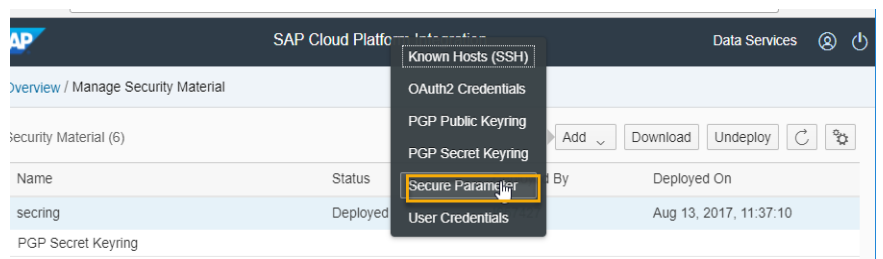 SAP Cloud Platform Integration
Data Services
Known Hosts (SSH)
OAuth2 Credentials
PGP Public Keyring
PGP Secret Keyring
Secure Parameter
User Credentials
Overview / Manage Security Material
Security Material (6)
Add
Download
Undeploy
Name
Status
By
Deployed On
secring
Deployed
Aug 13, 2017, 11:37:10
PGP Secret Keyring